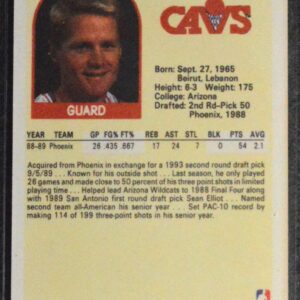 CAVS
Born: Sept. 27, 1965
Beirut, Lebanon
Height: 6-3 Weight: 175
College: Arizona
Drafted: 2nd Rd-Pick 50
Phoenix, 1988
GUARD
YEAR TEAM GP FG% FT% REB AST STL BLK PTS AVG
88-89 Phoenix 26 .435 .667 17 24 7 0 54 2.1
Acquired from Phoenix in exchange for a 1993 second round draft pick
9/5/89 . . . Known for his outside shot . . . Last season, he only played
26 games and made close to 50 percent of his three point shots in limited
playing time . . . Helped lead Arizona Wildcats to 1988 Final Four along
with 1989 San Antonio first round draft pick Sean Elliot . . . Named
second team all-American his senior year . . . Set PAC-10 record by
making 114 of 199 three-point shots in his senior year.